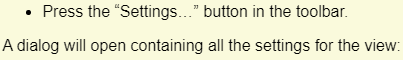 • Press the “Settings…” button in the toolbar.
A dialog will open containing all the settings for the view: